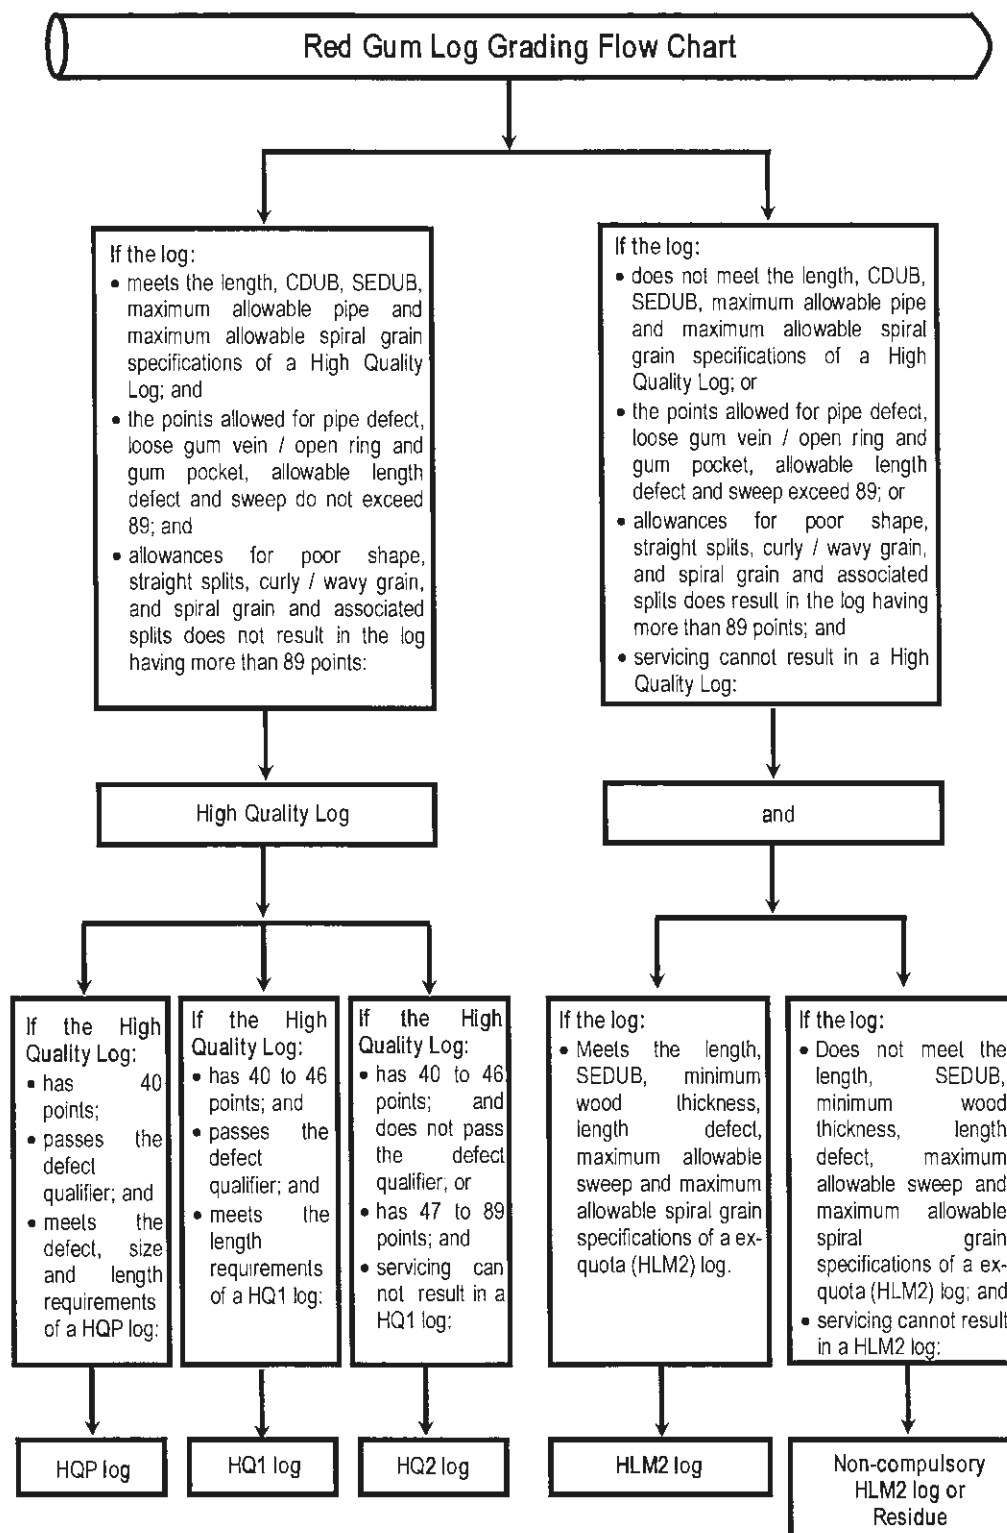 Red Gum Log Grading Flow Chart
If the log:
• meets the length, CDUB, SEDUB,
maximum allowable pipe and
maximum allowable spiral grain
specifications of a High Quality
Log; and
• the points allowed for pipe defect,
loose gum vein / open ring and
gum pocket, allowable length
defect and sweep do not exceed
89; and
• allowances for poor shape,
straight splits, curly / wavy grain,
and spiral grain and associated
splits does not result in the log
having more than 89 points:
If the log:
• does not meet the length, CDUB,
SEDUB, maximum allowable pipe
and maximum allowable spiral
grain specifications of a High
Quality Log; or
• the points allowed for pipe defect,
loose gum vein / open ring and
gum pocket, allowable length
defect and sweep exceed 89; or
• allowances for poor shape,
straight splits, curly / wavy grain,
and spiral grain and associated
splits does result in the log having
more than 89 points; and
• servicing cannot result in a High
Quality Log:
High Quality Log
and
If the High
Quality Log:
• has 40
points;
• passes the
defect
qualifier; and
• meets the
defect, size
and length
requirements
of a HQP log:
If the High
Quality Log:
• has 40 to 46
points; and
• passes the
defect
qualifier; and
• meets the
length
requirements
of a HQ1 log:
If the High
Quality Log:
• has 40 to 46
points; and
does not pass
the defect
qualifier; or
• has 47 to 89
points; and
• servicing can
not result in a
HQ1 log:
If the log:
• Meets the length,
SEDUB, minimum
wood thickness,
length defect,
maximum allowable
sweep and maximum
allowable spiral grain
specifications of a ex-
quota (HLM2) log.
If the log:
• Does not meet the
length, SEDUB,
minimum wood
thickness, length
defect, maximum
allowable sweep and
maximum allowable
spiral grain
specifications of a ex-
quota (HLM2) log; and
• servicing cannot result
in a HLM2 log:
HQP log
HQ1 log
HQ2 log
HLM2 log
Non-compulsory
HLM2 log or
Residue